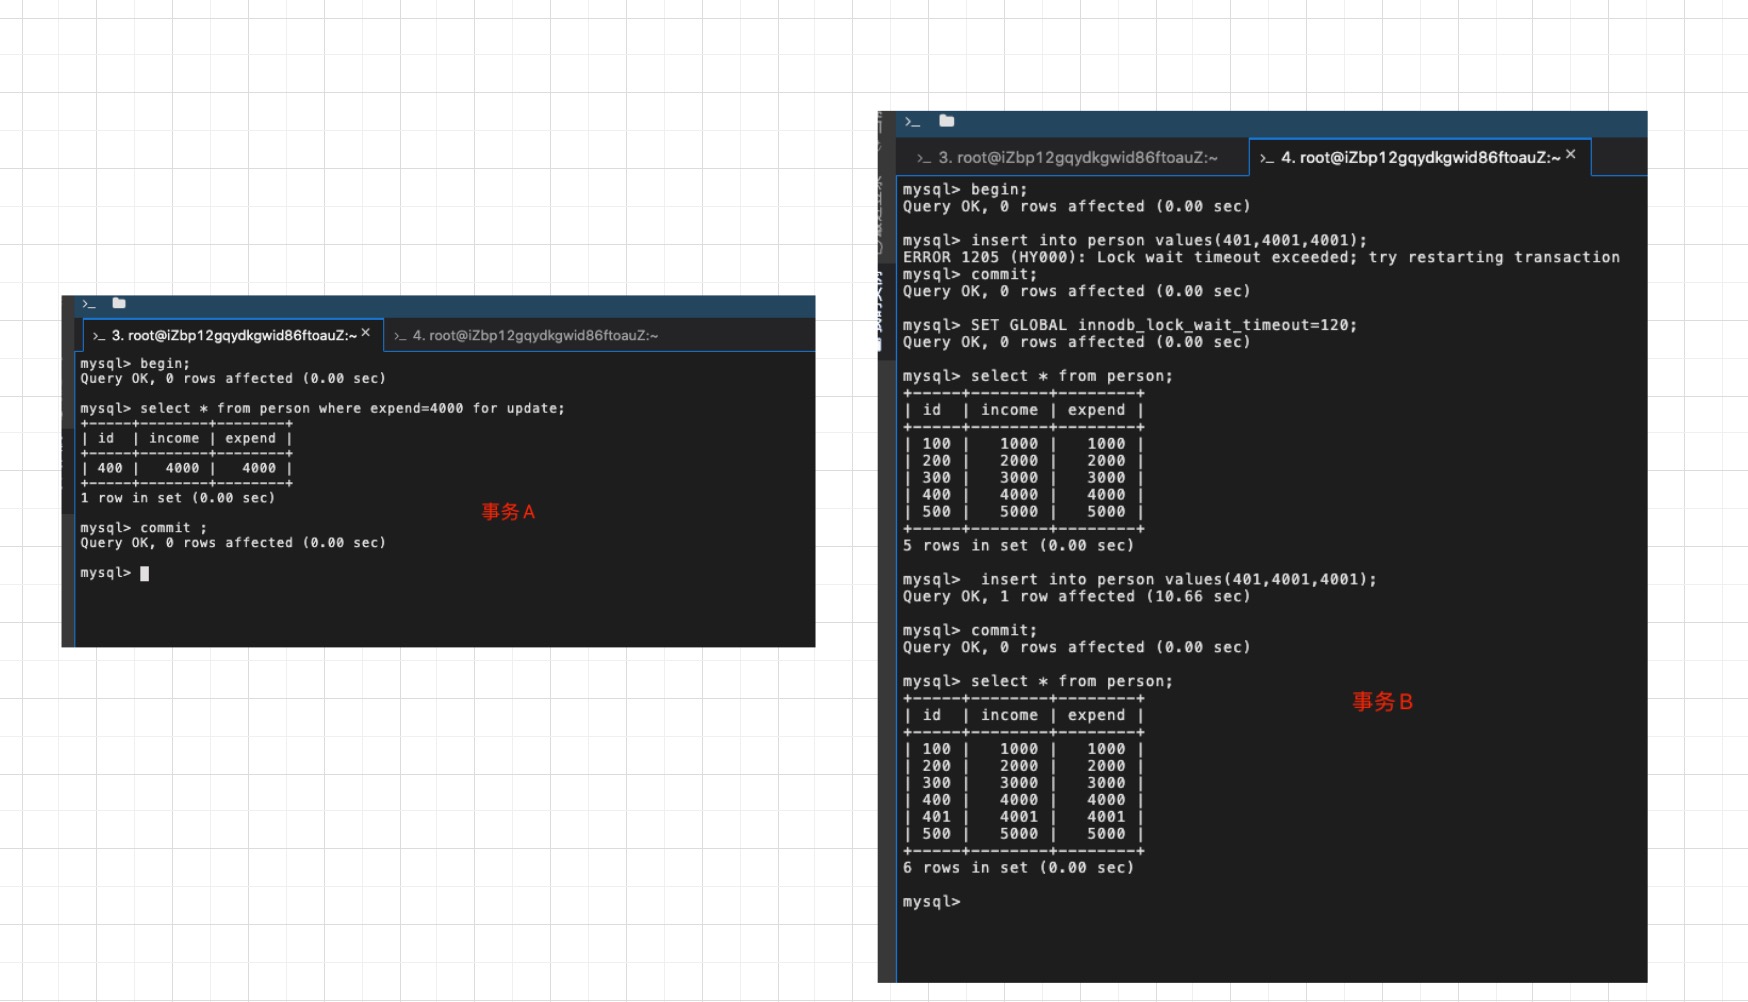 3. root@iZbp12gqydkgwid86ftoauZ:~ ×
>_ 4. root@iZbp12gqydkgwid86ftoauZ:~
mysql> begin;
Query OK, 0 rows affected (0.00 sec)
mysql> select * from person where expend=4000 for update;
+-----+--------+--------+
| id  | income | expend |
+-----+--------+--------+
| 400 |   4000 |   4000 |
+-----+--------+--------+
1 row in set (0.00 sec)
事务A
mysql> commit ;
Query OK, 0 rows affected (0.00 sec)
mysql>
>_ 3. root@iZbp12gqydkgwid86ftoauZ:~
>_ 4. root@iZbp12gqydkgwid86ftoauZ:~ ×
mysql> begin;
Query OK, 0 rows affected (0.00 sec)
mysql> insert into person values(401,4001,4001);
ERROR 1205 (HY000): Lock wait timeout exceeded; try restarting transaction
mysql> commit;
Query OK, 0 rows affected (0.00 sec)
mysql> SET GLOBAL innodb_lock_wait_timeout=120;
Query OK, 0 rows affected (0.00 sec)
mysql> select * from person;
+-----+--------+--------+
| id  | income | expend |
+-----+--------+--------+
| 100 |   1000 |   1000 |
| 200 |   2000 |   2000 |
| 300 |   3000 |   3000 |
| 400 |   4000 |   4000 |
| 500 |   5000 |   5000 |
+-----+--------+--------+
5 rows in set (0.00 sec)
mysql>  insert into person values(401,4001,4001);
Query OK, 1 row affected (10.66 sec)
mysql> commit;
Query OK, 0 rows affected (0.00 sec)
mysql> select * from person;
+-----+--------+--------+
| id  | income | expend |
+-----+--------+--------+
| 100 |   1000 |   1000 |
| 200 |   2000 |   2000 |
| 300 |   3000 |   3000 |
| 400 |   4000 |   4000 |
| 401 |   4001 |   4001 |
| 500 |   5000 |   5000 |
+-----+--------+--------+
6 rows in set (0.00 sec)
mysql>
事务B